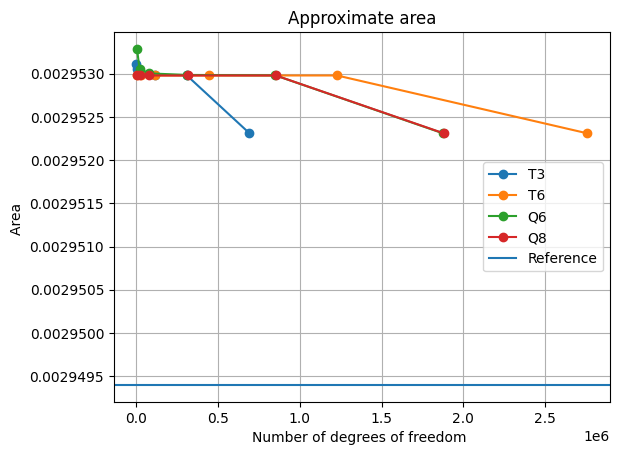 Approximate area
0.0029530
0.0029525
0.0029520
0.0029515
0.0029510
0.0029505
0.0029500
0.0029495
Area
T3
T6
Q6
Q8
Reference
0.0 0.5 1.0 1.5 2.0 2.5
1e6
Number of degrees of freedom